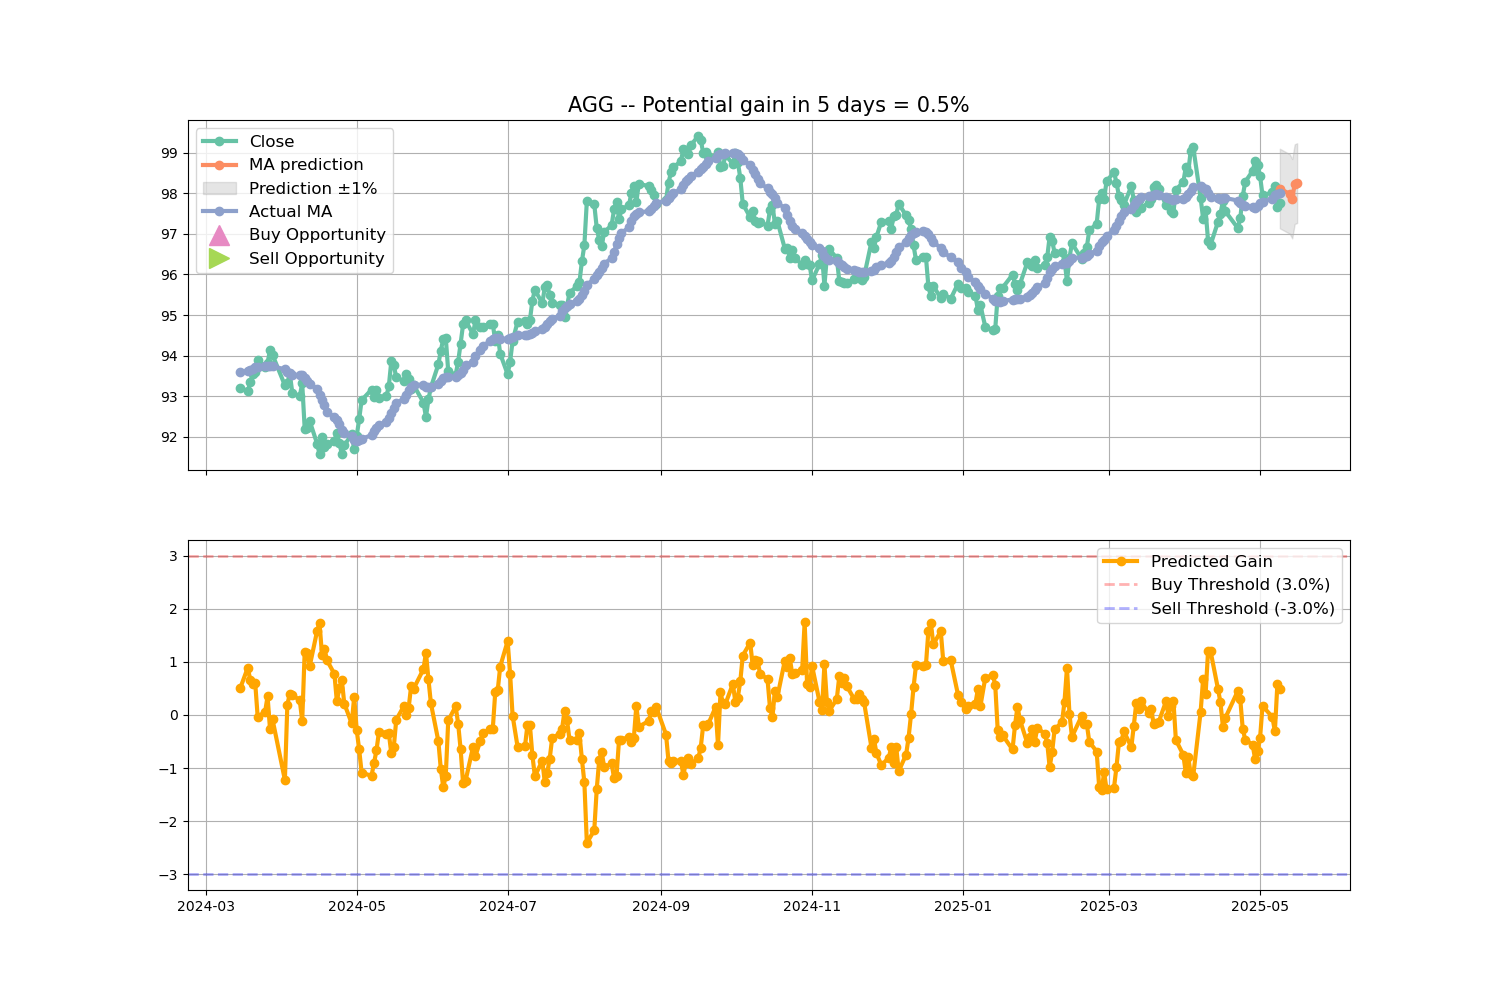 AGG -- Potential gain in 5 days = 0.5%
Close
MA prediction
Prediction ±1%
Actual MA
Buy Opportunity
Sell Opportunity
99
98
97
96
95
94
93
92
Predicted Gain
Buy Threshold (3.0%)
Sell Threshold (-3.0%)
3
2
1
0
−1
−2
−3
2024-03 2024-05 2024-07 2024-09 2024-11 2025-01 2025-03 2025-05